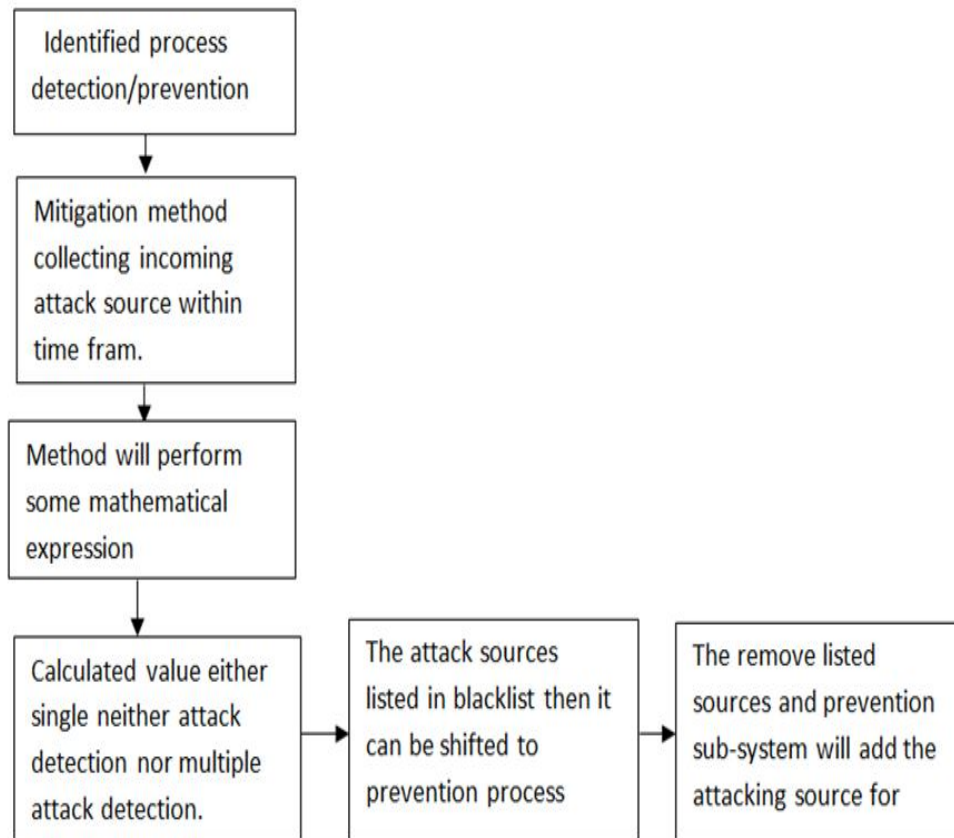 Identified process
detection/prevention
Mitigation method
collecting incoming
attack source within
time fram.
Method will perform
some mathematical
expression
Calculated value either
single neither attack
detection nor multiple
attack detection.
The attack sources
listed in blacklist then it
can be shifted to
prevention process
The remove listed
sources and prevention
sub-system will add the
attacking source for